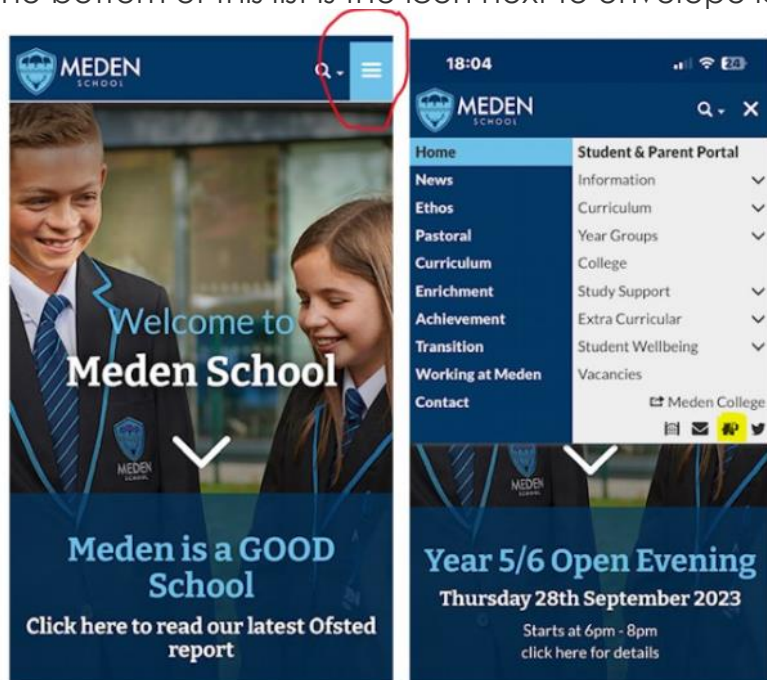 the bottom of this list is the icon next to envelope
MEDEN
SCHOOL
Welcome to
Meden School
MEDEN
SCHOOL
Meden is a GOOD
School
Click here to read our latest Ofsted
report
18:04
24
MEDEN
SCHOOL
Home
News
Ethos
Pastoral
Curriculum
Enrichment
Achievement
Transition
Working at Meden
Contact
Student & Parent Portal
Information
Curriculum
Year Groups
College
Study Support
Extra Curricular
Student Wellbeing
Vacancies
Meden College
MEDEN
SCHOOL
Year 5/6 Open Evening
Thursday 28th September 2023
Starts at 6pm - 8pm
click here for details